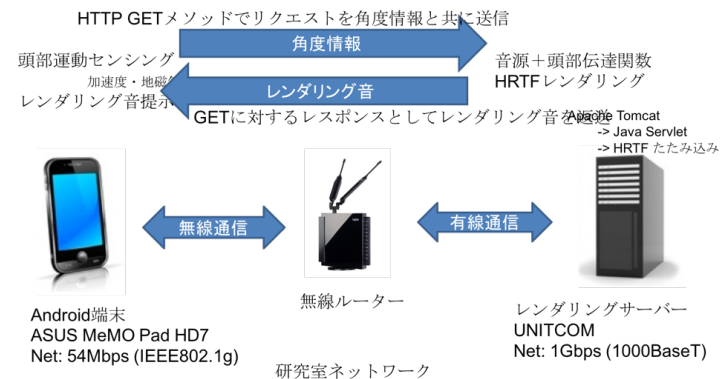 HTTP GETメソッドでリクエストを角度情報と共に送信
角度情報
頭部運動センシング
加速度・地磁
レンダリング音提示
音源＋頭部伝達関数
HRTFレンダリング
レンダリング音
GETに対するレスポンスとしてレンダリング音を返送
Apache Tomcat
-> Java Servlet
-> HRTF たたみ込み
無線通信
有線通信
無線ルーター
Android端末
ASUS MeMO Pad HD7
Net: 54Mbps (IEEE802.1g)
レンダリングサーバー
UNITCOM
Net: 1Gbps (1000BaseT)
研究室ネットワーク